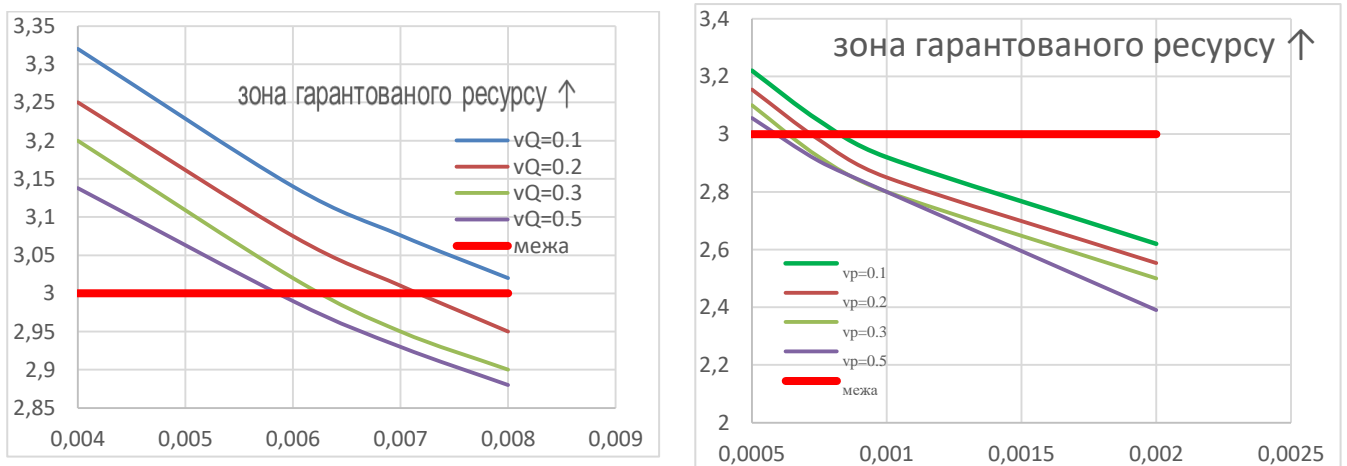 3,35
3,3
3,25
3,2
3,15
3,1
3,05
3
2,95
2,9
2,85
зона гарантованого ресурсу ↑
vQ=0.1
vQ=0.2
vQ=0.3
vQ=0.5
межа
0,004 0,005 0,006 0,007 0,008 0,009
3,4
3,2
3
2,8
2,6
2,4
2,2
2
зона гарантованого ресурсу ↑
vp=0.1
vp=0.2
vp=0.3
vp=0.5
межа
0,0005 0,001 0,0015 0,002 0,0025